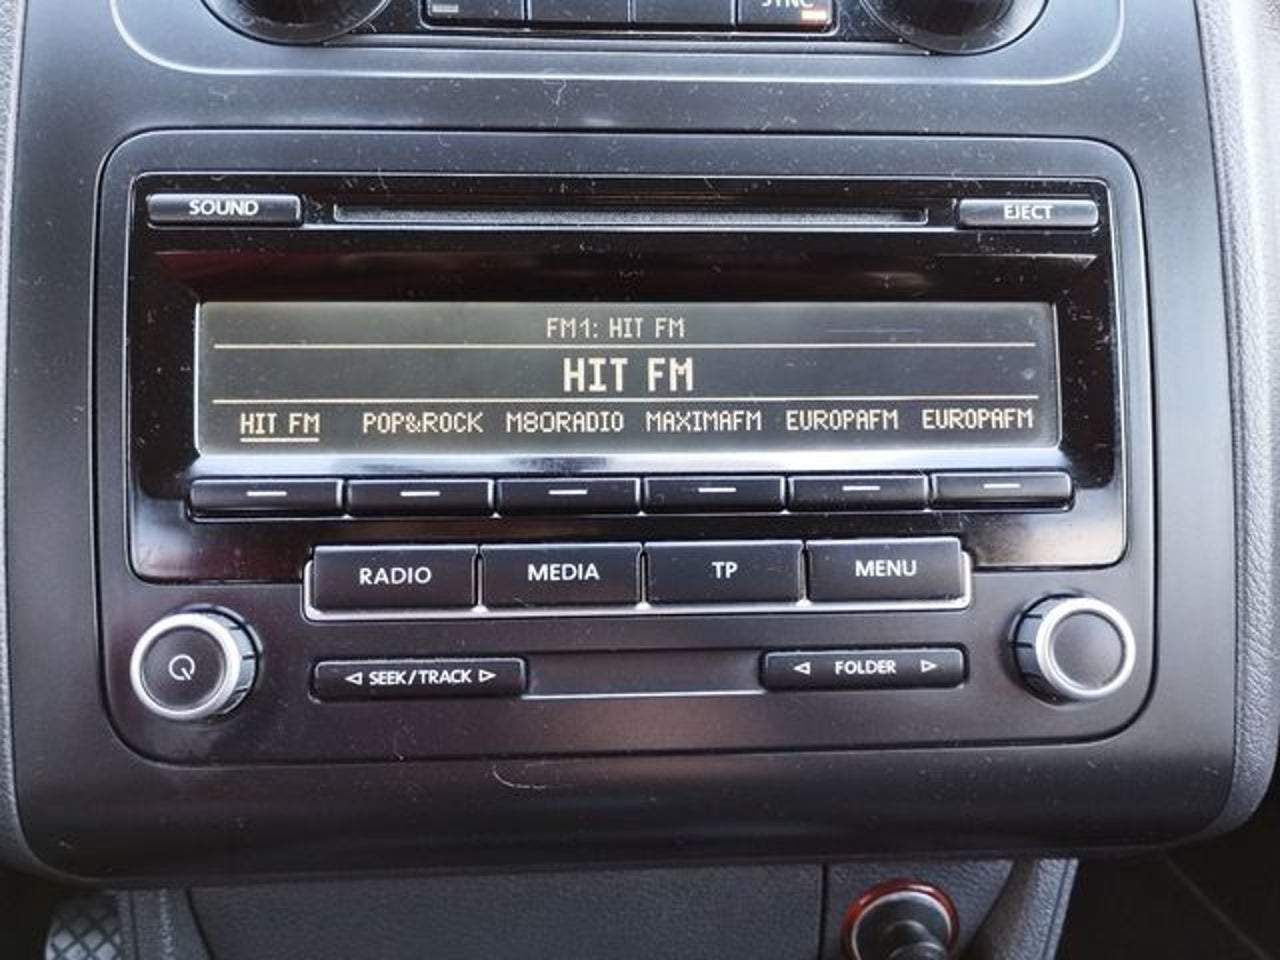 SYNC
SOUND
EJECT
FM1: HIT FM
HIT FM
HIT FM POP&ROCK M80RADIO MAXIMAFM EUROPAFM EUROPAFM
RADIO MEDIA TP MENU
SEEK/TRACK FOLDER